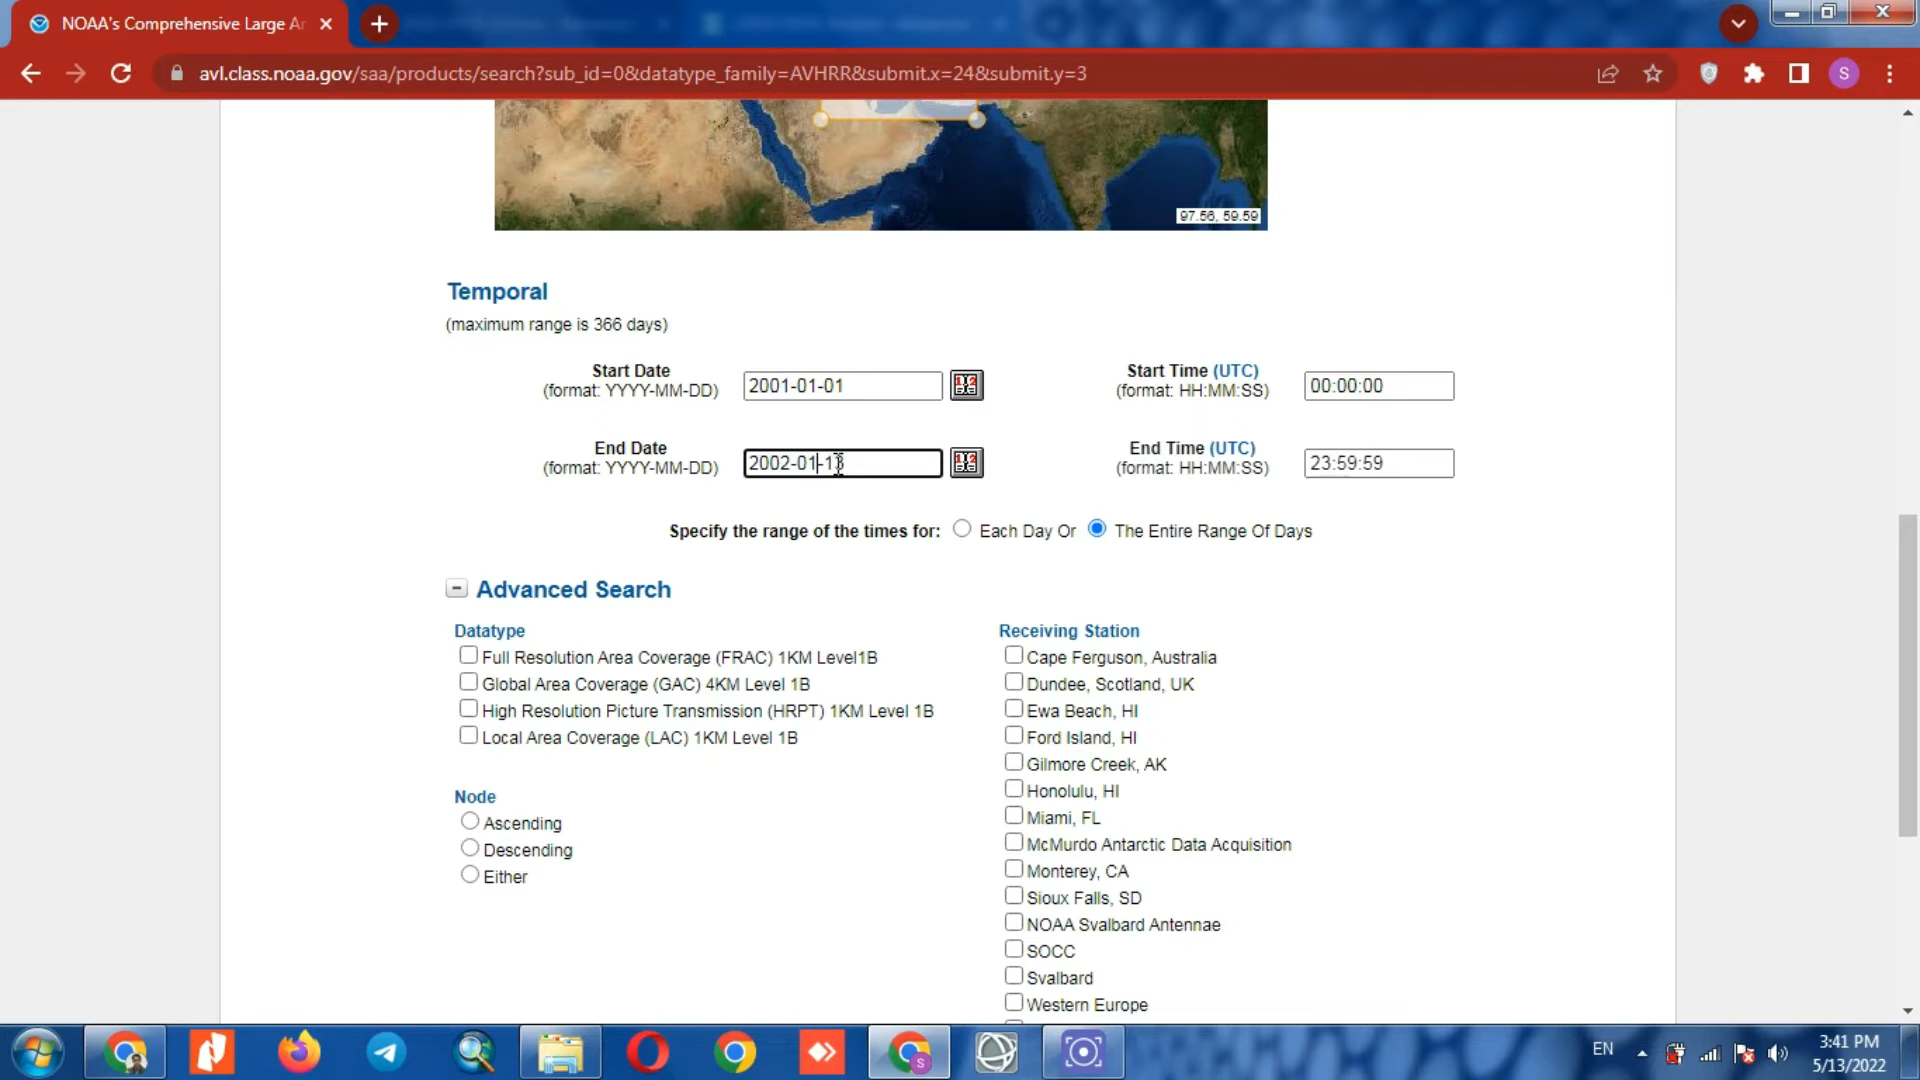 NOAA's Comprehensive Large Ar
avl.class.noaa.gov/saa/products/search?sub_id=0&datatype_family=AVHRR&submit.x=24&submit.y=3
S
97.56, 59.59
Temporal
(maximum range is 366 days)
Start Date
(format: YYYY-MM-DD)
2001-01-01
Start Time (UTC)
(format: HH:MM:SS)
00:00:00
End Date
(format: YYYY-MM-DD)
2002-01-13
End Time (UTC)
(format: HH:MM:SS)
23:59:59
Specify the range of the times for: Each Day Or The Entire Range Of Days
Advanced Search
Datatype
Full Resolution Area Coverage (FRAC) 1KM Level1B
Global Area Coverage (GAC) 4KM Level 1B
High Resolution Picture Transmission (HRPT) 1KM Level 1B
Local Area Coverage (LAC) 1KM Level 1B
Node
Ascending
Descending
Either
Receiving Station
Cape Ferguson, Australia
Dundee, Scotland, UK
Ewa Beach, HI
Ford Island, HI
Gilmore Creek, AK
Honolulu, HI
Miami, FL
McMurdo Antarctic Data Acquisition
Monterey, CA
Sioux Falls, SD
NOAA Svalbard Antennae
SOCC
Svalbard
Western Europe
EN
3:41 PM
5/13/2022